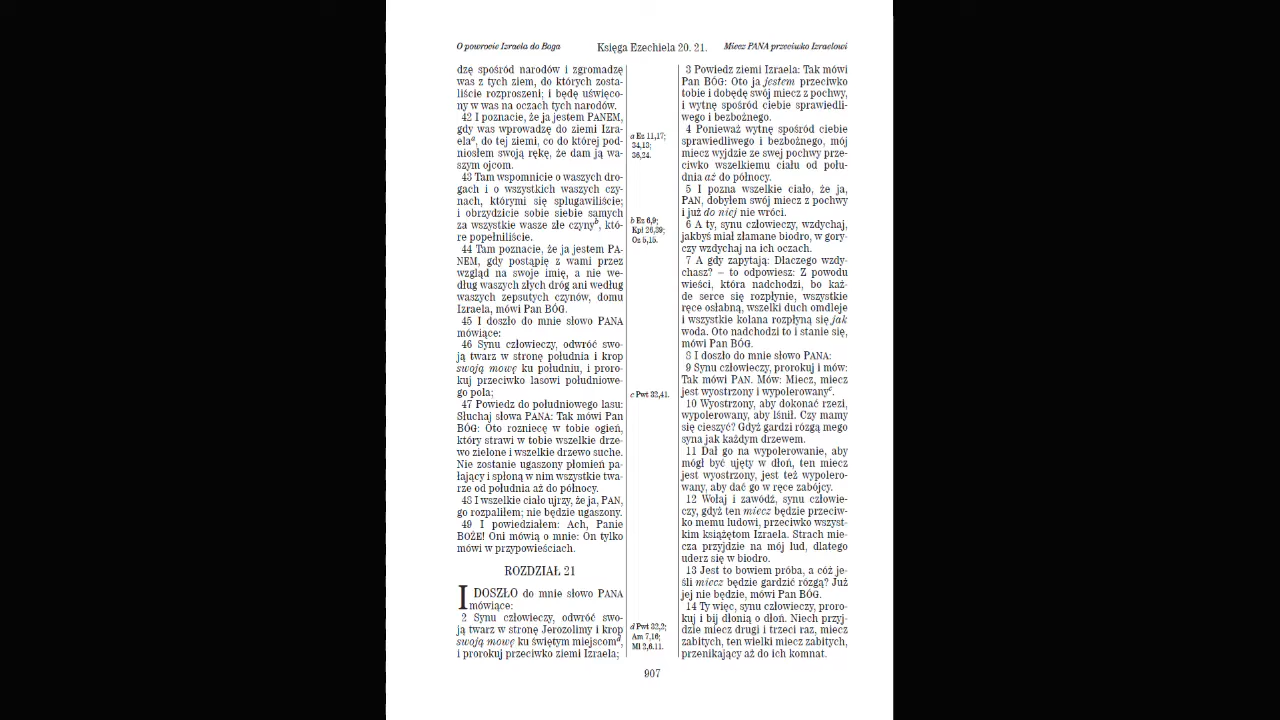 O powrocie Izraela do Boga
Księga Ezechiela 20. 21.
Miecz PANA przeciwko Izraelowi
dzę spośród narodów i zgromadzę
was z tych ziem, do których zosta-
liście rozproszeni; i będę uświęco-
ny w was na oczach tych narodów.
42 I poznacie, że ja jestem PANEM,
gdy was wprowadzę do ziemi Izra-
elaª, do tej ziemi, co do której pod-
niosłem swoją rękę, że dam ją wa-
szym ojcom.
43 Tam wspomnicie o waszych dro-
gach i o wszystkich waszych czy-
nach, którymi się splugawiliście;
i obrzydzicie sobie siebie samych
za wszystkie wasze złe czynyᵇ, któ-
re popełniliście.
44 Tam poznacie, że ja jestem PA-
NEM, gdy postąpię z wami przez
wzgląd na swoje imię, a nie we-
dług waszych złych dróg ani według
waszych zepsutych czynów, domu
Izraela, mówi Pan BÓG.
45 I doszło do mnie słowo PANA
mówiące:
46 Synu człowieczy, odwróć swo-
ją twarz w stronę południa i krop
swoją mowę ku południu, i proro-
kuj przeciwko lasowi południowe-
go pola;
47 Powiedz do południowego lasu:
Słuchaj słowa PANA: Tak mówi Pan
BÓG: Oto rozniecę w tobie ogień,
który strawi w tobie wszelkie drze-
wo zielone i wszelkie drzewo suche.
Nie zostanie ugaszony płomień pa-
łający i spłoną w nim wszystkie twa-
rze od południa aż do północy.
48 I wszelkie ciało ujrzy, że ja, PAN,
go rozpaliłem; nie będzie ugaszony.
49 I powiedziałem: Ach, Panie
BOŻE! Oni mówią o mnie: On tylko
mówi w przypowieściach.
ROZDZIAŁ 21
I DOSZŁO do mnie słowo PANA
mówiące:
2 Synu człowieczy, odwróć swo-
ją twarz w stronę Jerozolimy i krop
swoją mowę ku świętym miejscomᵈ,
i prorokuj przeciwko ziemi Izraela;
a Ez 11,17;
34,13;
36,24.
b Ez 6,9;
Kpł 26,39;
Oz 5,15.
c Pwt 32,41.
d Pwt 32,2;
Am 7,16;
Mi 2,6.11.
3 Powiedz ziemi Izraela: Tak mówi
Pan BÓG: Oto ja jestem przeciwko
tobie i dobędę swój miecz z pochwy,
i wytnę spośród ciebie sprawiedli-
wego i bezbożnego.
4 Ponieważ wytnę spośród ciebie
sprawiedliwego i bezbożnego, mój
miecz wyjdzie ze swej pochwy prze-
ciwko wszelkiemu ciału od połu-
dnia aż do północy.
5 I pozna wszelkie ciało, że ja,
PAN, dobyłem swój miecz z pochwy
i już do niej nie wróci.
6 A ty, synu człowieczy, wzdychaj,
jakbyś miał złamane biodro, w gory-
czy wzdychaj na ich oczach.
7 A gdy zapytają: Dlaczego wzdy-
chasz? – to odpowiesz: Z powodu
wieści, która nadchodzi, bo każ-
de serce się rozpłynie, wszystkie
ręce osłabną, wszelki duch omdleje
i wszystkie kolana rozpłyną się jak
woda. Oto nadchodzi to i stanie się,
mówi Pan BÓG.
8 I doszło do mnie słowo PANA:
9 Synu człowieczy, prorokuj i mów:
Tak mówi PAN. Mów: Miecz, miecz
jest wyostrzony i wypolerowanyᶜ.
10 Wyostrzony, aby dokonać rzezi,
wypolerowany, aby lśnił. Czy mamy
się cieszyć? Gdyż gardzi rózgą mego
syna jak każdym drzewem.
11 Dał go na wypolerowanie, aby
mógł być ujęty w dłoń, ten miecz
jest wyostrzony, jest też wypolero-
wany, aby dać go w ręce zabójcy.
12 Wołaj i zawódź, synu człowie-
czy, gdyż ten miecz będzie przeciw-
ko memu ludowi, przeciwko wszyst-
kim książętom Izraela. Strach mie-
cza przyjdzie na mój lud, dlatego
uderz się w biodro.
13 Jest to bowiem próba, a cóż je-
śli miecz będzie gardzić rózgą? Już
jej nie będzie, mówi Pan BÓG.
14 Ty więc, synu człowieczy, proro-
kuj i bij dłonią o dłoń. Niech przyj-
dzie miecz drugi i trzeci raz, miecz
zabitych, ten wielki miecz zabitych,
przenikający aż do ich komnat.
907